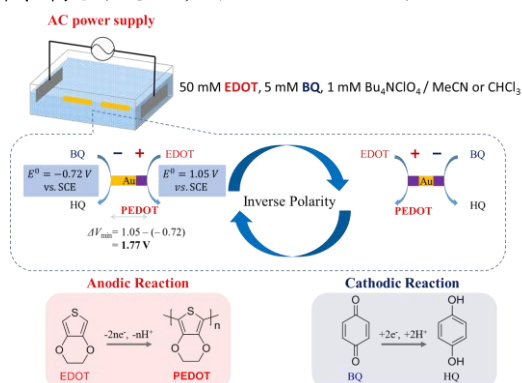 AC power supply
50 mM EDOT, 5 mM BQ, 1 mM Bu4NClO4 / MeCN or CHCl3
BQ − + EDOT
E⁰ = −0.72 V
vs. SCE
Au
E⁰ = 1.05 V
vs. SCE
HQ
PEDOT
ΔVmin= 1.05 – (– 0.72)
= 1.77 V
Inverse Polarity
EDOT + − BQ
Au
PEDOT
HQ
Anodic Reaction
S
O O
EDOT
-2ne⁻, -nH⁺
S
n
O O
PEDOT
Cathodic Reaction
O
O
BQ
+2e⁻, +2H⁺
OH
OH
HQ